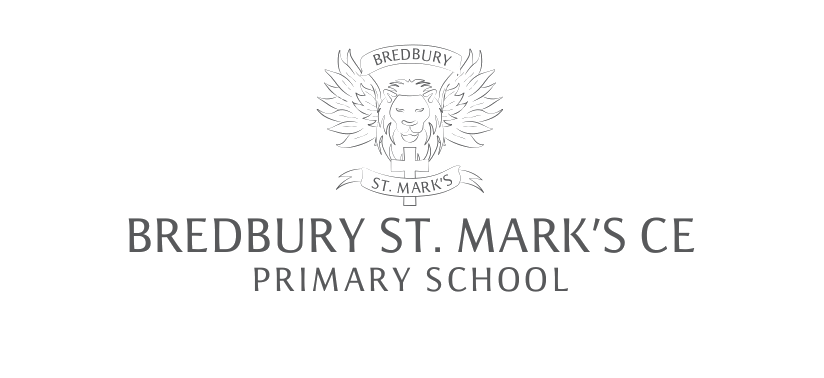 BREDBURY
ST. MARK'S
BREDBURY ST. MARK'S CE
PRIMARY SCHOOL